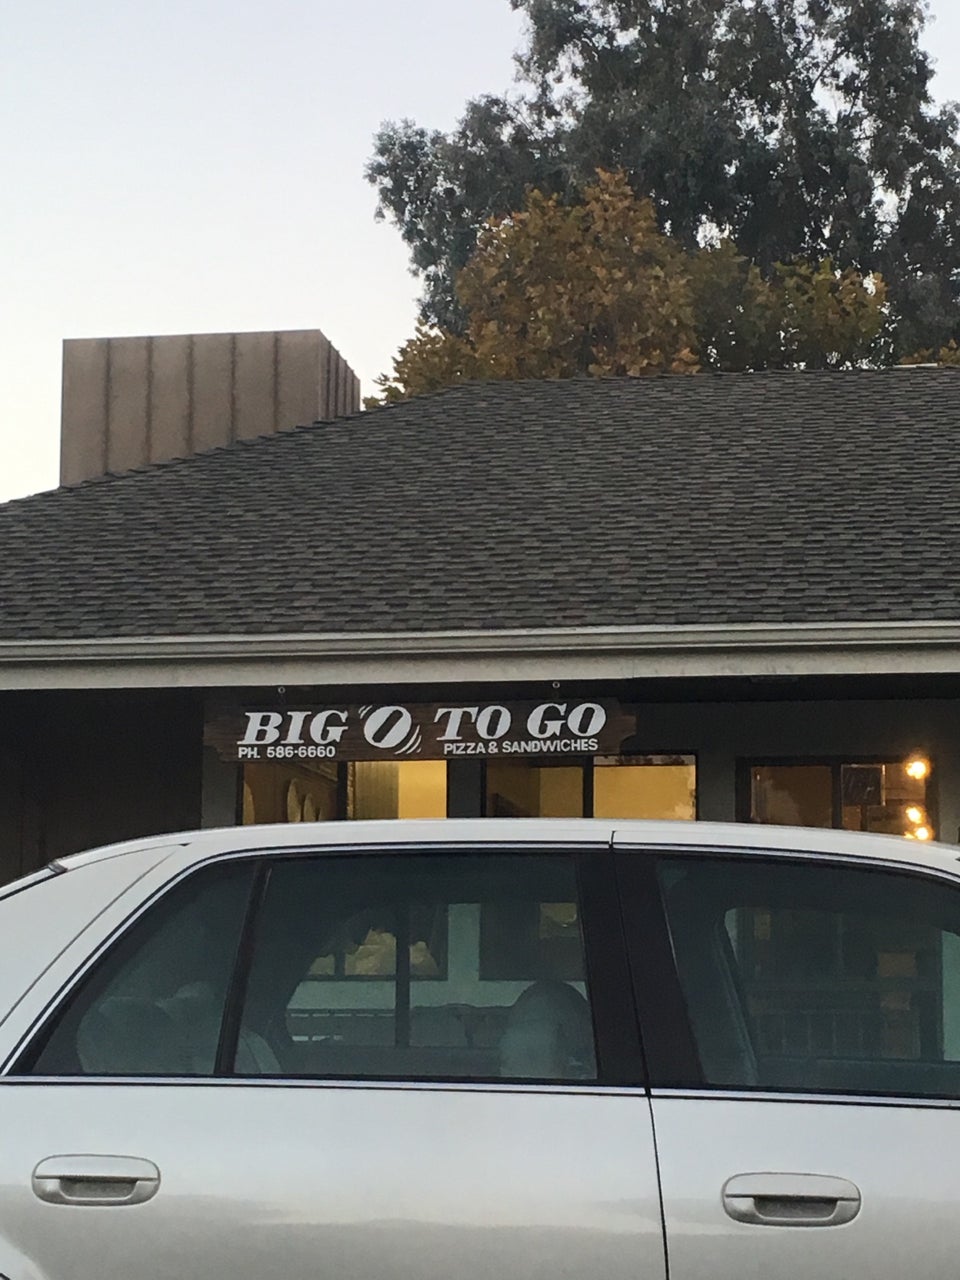 BIG "O" TO GO
PH. 586-6660 PIZZA & SANDWICHES